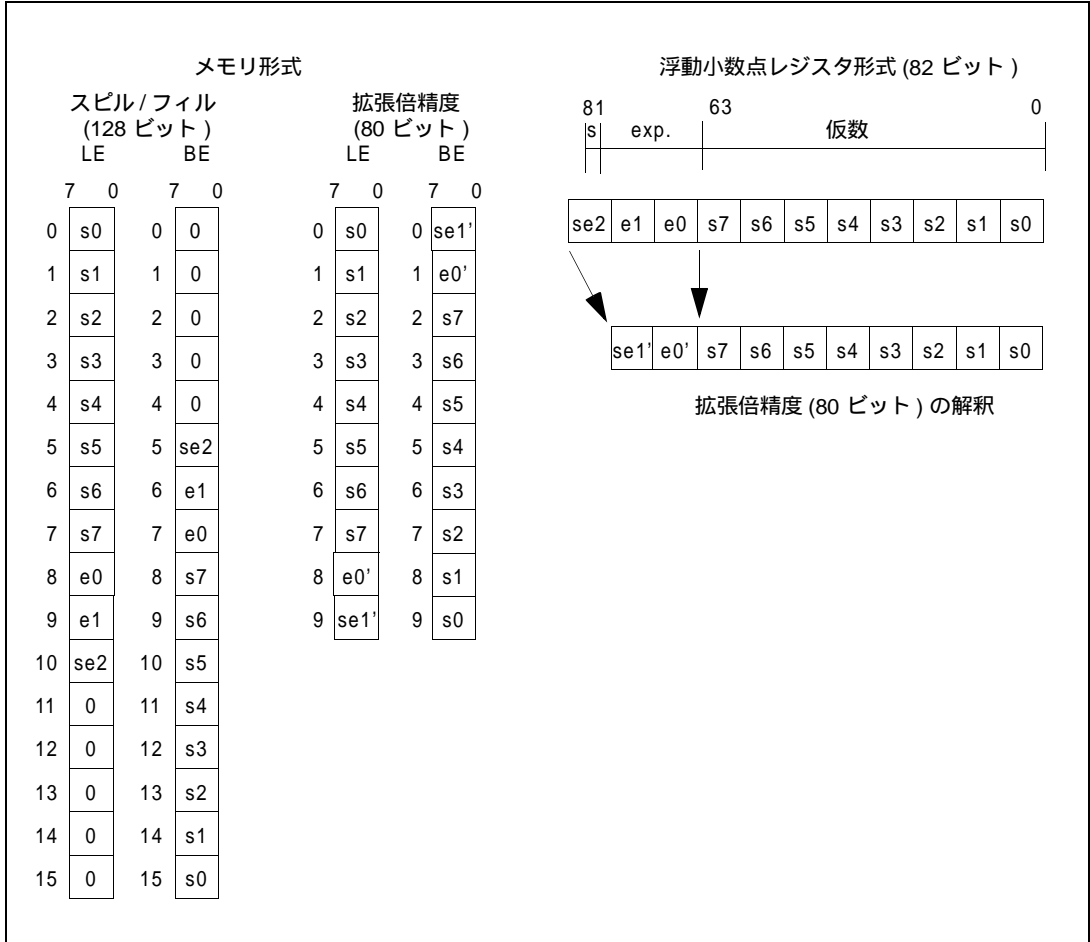 メモリ形式
スピル / フィル
(128 ビット )
LE BE
7 0 7 0
0 s0 0 0
1 s1 1 0
2 s2 2 0
3 s3 3 0
4 s4 4 0
5 s5 5 se2
6 s6 6 e1
7 s7 7 e0
8 e0 8 s7
9 e1 9 s6
10 se2 10 s5
11 0 11 s4
12 0 12 s3
13 0 13 s2
14 0 14 s1
15 0 15 s0
拡張倍精度
(80 ビット )
LE BE
7 0 7 0
0 s0 0 se1'
1 s1 1 e0'
2 s2 2 s7
3 s3 3 s6
4 s4 4 s5
5 s5 5 s4
6 s6 6 s3
7 s7 7 s2
8 e0' 8 s1
9 se1' 9 s0
浮動小数点レジスタ形式 (82 ビット )
81 63 0
s exp. 仮数
se2 e1 e0 s7 s6 s5 s4 s3 s2 s1 s0
se1' e0' s7 s6 s5 s4 s3 s2 s1 s0
拡張倍精度 (80 ビット ) の解釈